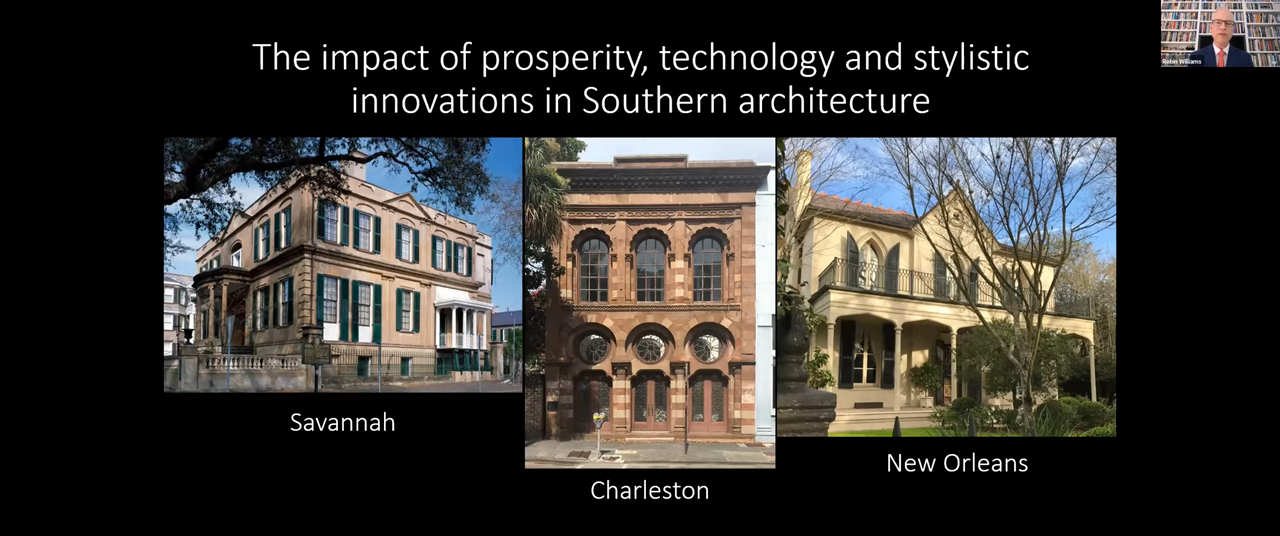 The impact of prosperity, technology and stylistic
innovations in Southern architecture
Robin Williams
Savannah
New Orleans
Charleston